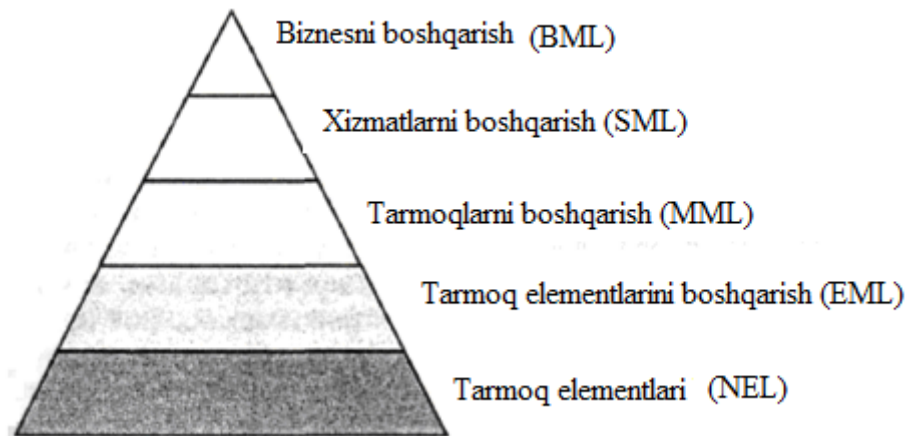 Biznesni boshqarish (BML)
Xizmatlarni boshqarish (SML)
Tarmoqlarni boshqarish (MML)
Tarmoq elementlarini boshqarish (EML)
Tarmoq elementlari (NEL)